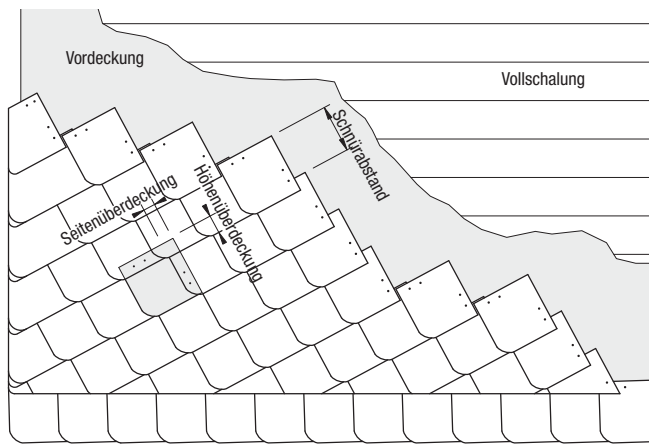 Vordeckung
Vollschalung
Schnürabstand
Höhenüberdeckung
Seitenüberdeckung